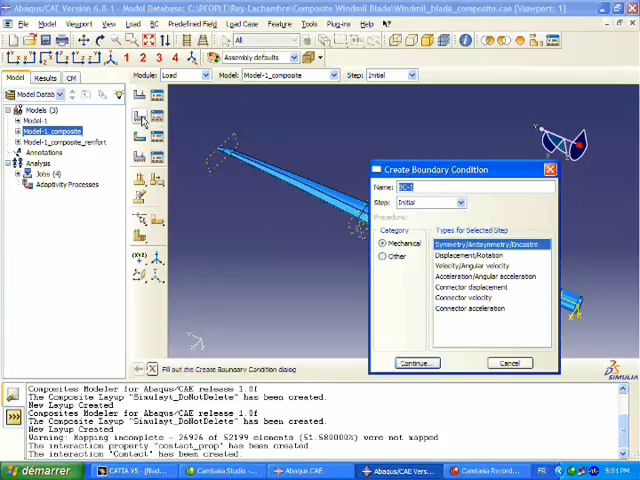 Abaqus/CAE Version 6.8-1 - Model Database: C:\PEOPLE\Rey-Lachambre\Composite Windmil Blade\Windmil_blade_composite.cae [Viewport: 1]
File Model Viewport View Load BC Predefined Field Load Case Feature Tools Plug-ins Help
All
1 2 3 4 Assembly defaults
Model Results CM Module: Load Model: Model-1_composite Step: Initial
Model Datab
Models (3)
Model-1
Model-1_composite
Model-1_composite_renfort
Annotations
Analysis
Jobs (4)
Adaptivity Processes
(XYZ)
Y
Create Boundary Condition
Name: BC-1
Step: Initial
Procedure:
Category
Mechanical
Other
Types for Selected Step
Symmetry/Antisymmetry/Encastre
Displacement/Rotation
Velocity/Angular velocity
Acceleration/Angular acceleration
Connector displacement
Connector velocity
Connector acceleration
Continue...
Cancel
Fill out the Create Boundary Condition dialog
SIMULIA
Composites Modeler for Abaqus/CAE release 1.0f
The Composite Layup "Simulayt_DoNotDelete" has been created.
New Layup Created
Composites Modeler for Abaqus/CAE release 1.0f
The Composite Layup "Simulayt_DoNotDelete" has been created.
New Layup Created
Warning: Mapping incomplete - 26926 of 52199 elements (51.580000%) were not mapped
The interaction property "contact_prop" has been created.
The interaction "Contact" has been created.
>>>
démarrer
CATIA V5 - [Blad...
Camtasia Studio - ...
Abaqus CAE
Abaqus/CAE Vers...
Camtasia Record...
FR
5:01 PM